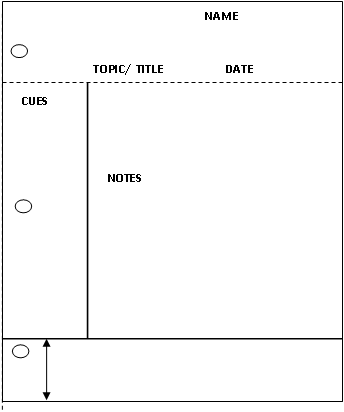 NAME
TOPIC/ TITLE DATE
CUES
NOTES